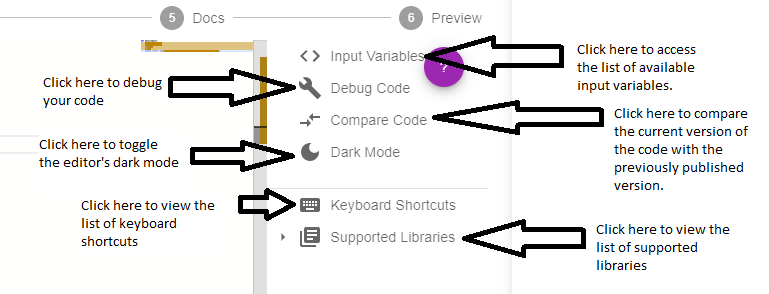 5 Docs
6 Preview
Input Variables
?
Click here to access
the list of available
input variables.
Click here to debug
your code
Debug Code
Compare Code
Click here to compare
the current version of
the code with the
previously published
version.
Click here to toggle
the editor's dark mode
Dark Mode
Click here to view the
list of keyboard
shortcuts
Keyboard Shortcuts
Supported Libraries
Click here to view the
list of supported
libraries